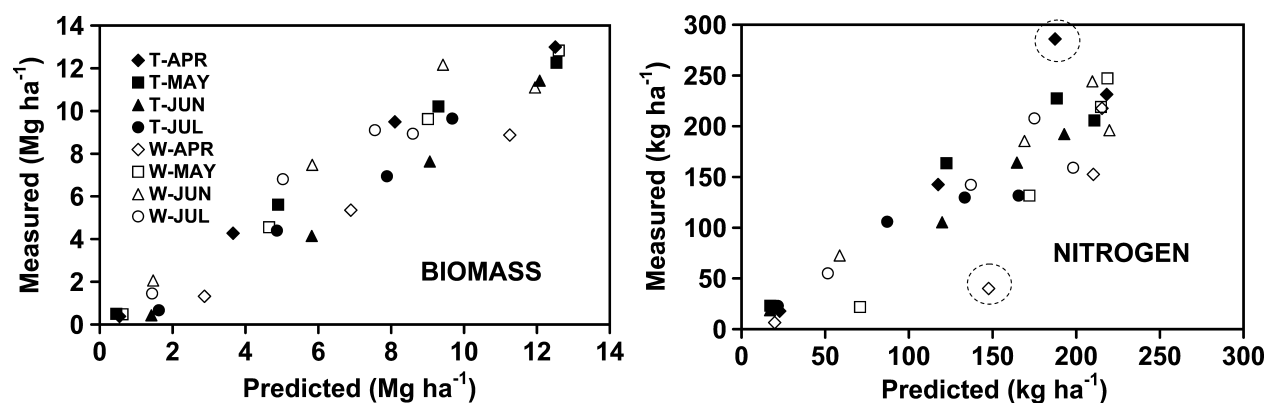 14
12
10
8
6
4
2
0
Measured (Mg ha⁻¹)
T-APR
T-MAY
T-JUN
T-JUL
W-APR
W-MAY
W-JUN
W-JUL
BIOMASS
0 2 4 6 8 10 12 14
Predicted (Mg ha⁻¹)
300
250
200
150
100
50
0
Measured (kg ha⁻¹)
NITROGEN
0 50 100 150 200 250 300
Predicted (kg ha⁻¹)